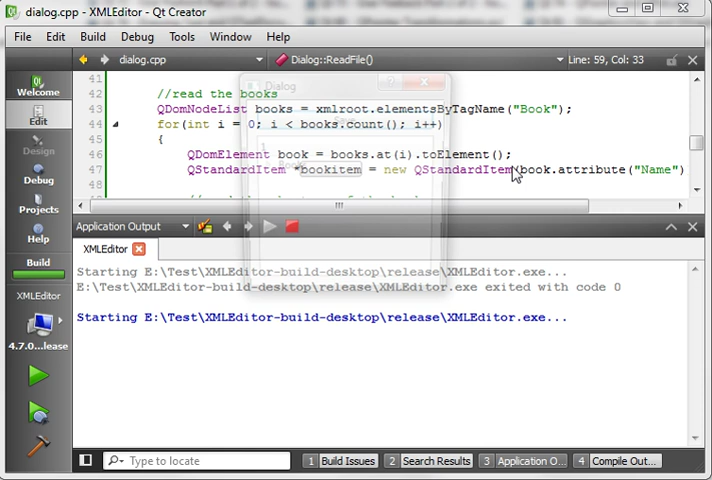 dialog.cpp - XMLEditor - Qt Creator
File Edit Build Debug Tools Window Help
dialog.cpp Dialog::ReadFile() Line: 59, Col: 33
Welcome
Edit
Design
Debug
Projects
Help
Build
XMLEditor
4.7.0...lease
41
42 //read the books
43 QDomNodeList books = xmlroot.elementsByTagName("Book");
44 for(int i = 0; i < books.count(); i++)
45 {
46 QDomElement book = books.at(i).toElement();
47 QStandardItem *bookitem = new QStandardItem(book.attribute("Name")
Dialog
Save
1
Application Output
XMLEditor
Starting E:\Test\XMLEditor-build-desktop\release\XMLEditor.exe...
E:\Test\XMLEditor-build-desktop\release\XMLEditor.exe exited with code 0
Starting E:\Test\XMLEditor-build-desktop\release\XMLEditor.exe...
Type to locate 1 Build Issues 2 Search Results 3 Application O... 4 Compile Out...